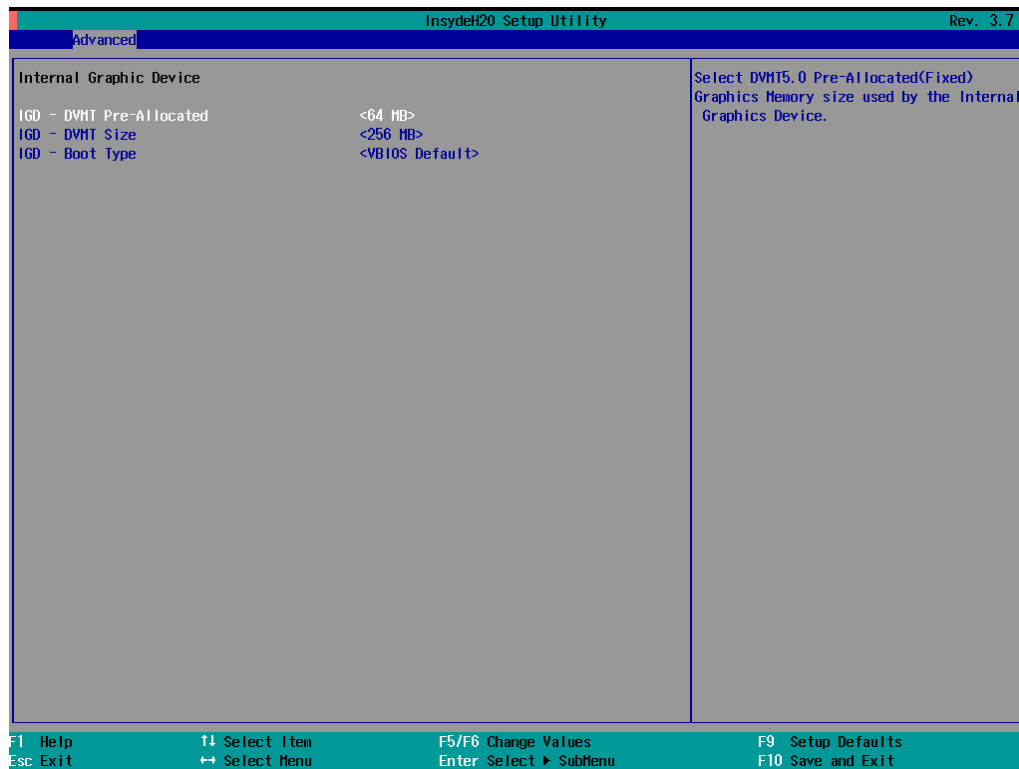 InsydeH2O Setup Utility Rev. 3.7
Advanced
Internal Graphic Device
IGD - DVMT Pre-Allocated <64 MB>
IGD - DVMT Size <256 MB>
IGD - Boot Type <VBIOS Default>
Select DVMT5.0 Pre-Allocated(Fixed)
Graphics Memory size used by the Internal
Graphics Device.
F1 Help ↑↓ Select Item F5/F6 Change Values F9 Setup Defaults
Esc Exit ↔ Select Menu Enter Select ▶ SubMenu F10 Save and Exit